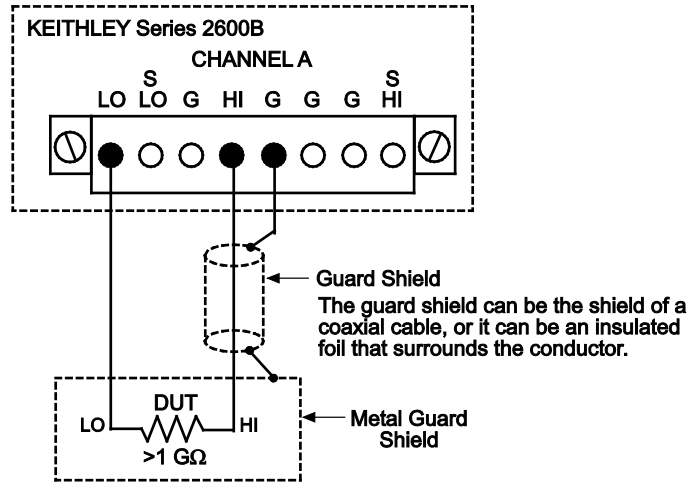 KEITHLEY Series 2600B
CHANNEL A
S S
LO LO G HI G G G HI
Guard Shield
The guard shield can be the shield of a
coaxial cable, or it can be an insulated
foil that surrounds the conductor.
DUT
LO HI
>1 GΩ
Metal Guard
Shield